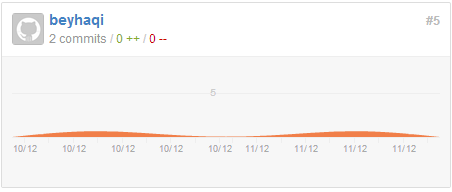 beyhaqi #5
2 commits / 0 ++ / 0 --
5
10/12 10/12 10/12 10/12 10/12 11/12 11/12 11/12 11/12